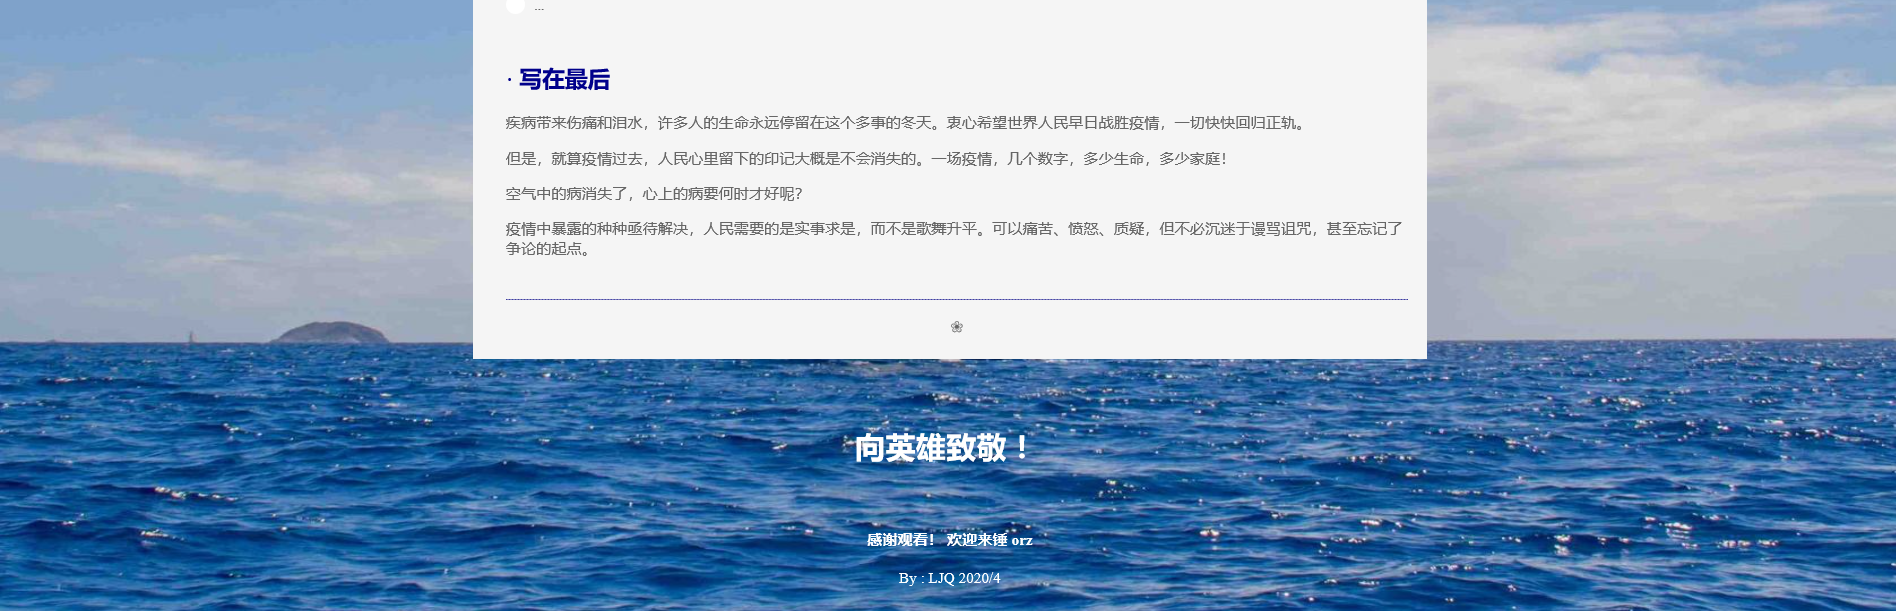 ...
· 写在最后
疾病带来伤痛和泪水，许多人的生命永远停留在这个多事的冬天。衷心希望世界人民早日战胜疫情，一切快快回归正轨。
但是，就算疫情过去，人民心里留下的印记大概是不会消失的。一场疫情，几个数字，多少生命，多少家庭！
空气中的病消失了，心上的病要何时才好呢？
疫情中暴露的种种亟待解决，人民需要的是实事求是，而不是歌舞升平。可以痛苦、愤怒、质疑，但不必沉迷于谩骂诅咒，甚至忘记了
争论的起点。
❀
向英雄致敬！
感谢观看！ 欢迎来锤 orz
By : LJQ 2020/4